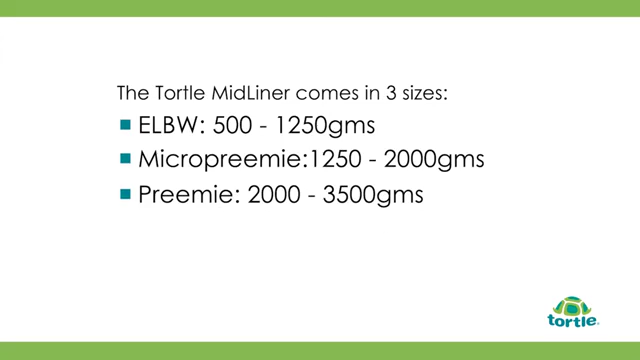 The Tortle MidLiner comes in 3 sizes:
ELBW: 500 - 1250gms
Micropreemie:1250 - 2000gms
Preemie: 2000 - 3500gms
tortle